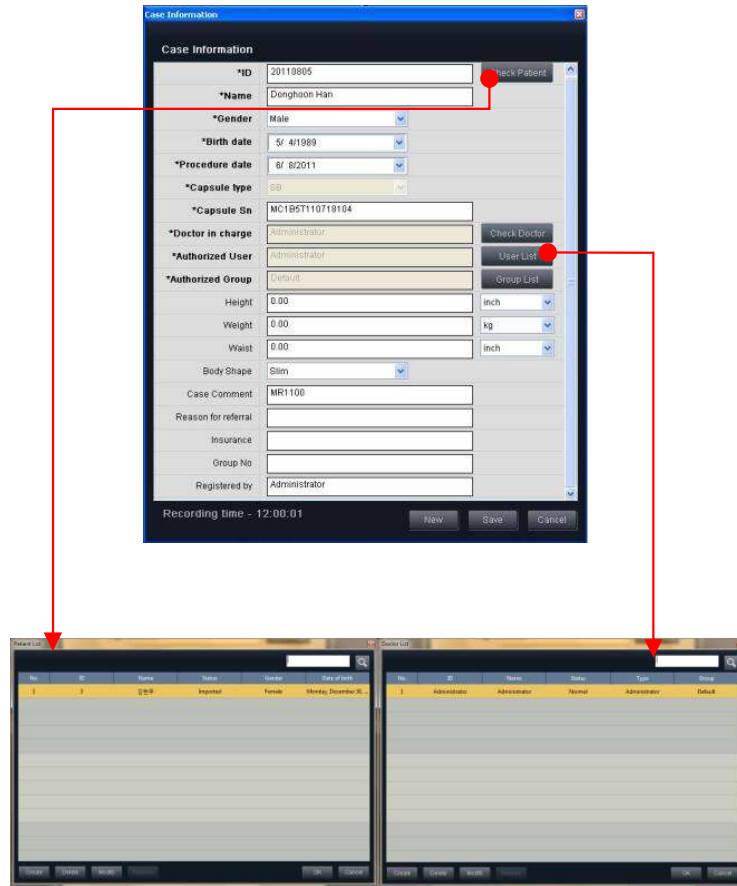 Case Information
Case Information
*ID 20110805 Check Patient
*Name Donghoon Han
*Gender Male
*Birth date 5/ 4/1989
*Procedure date 6/ 8/2011
*Capsule type SB
*Capsule Sn MC1B5T110718104
*Doctor in charge Administrator Check Doctor
*Authorized User Administrator User List
*Authorized Group Default Group List
Height 0.00 inch
Weight 0.00 kg
Waist 0.00 inch
Body Shape Slim
Case Comment MR1100
Reason for referral
Insurance
Group No
Registered by Administrator
Recording time - 12:00:01 New Save Cancel
Patient List
No. ID Name Status Gender Date of birth
1 3 Imported Female Monday, December 30, ...
Create Delete Modify OK Cancel
Doctor List
No. ID Name Status Type Group
1 Administrator Administrator Normal Administrator Default
Create Delete Modify OK Cancel